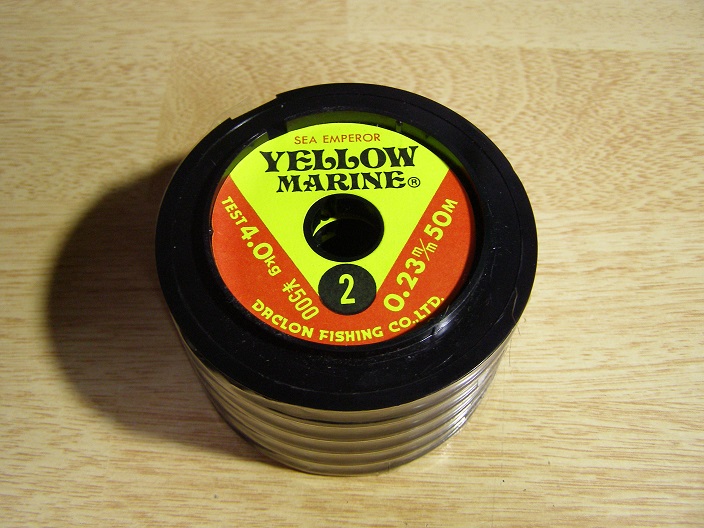 SEA EMPEROR
YELLOW
MARINE®
TEST 4.0kg
¥500
2
0.23m/m 50M
DACLON FISHING CO.,LTD.